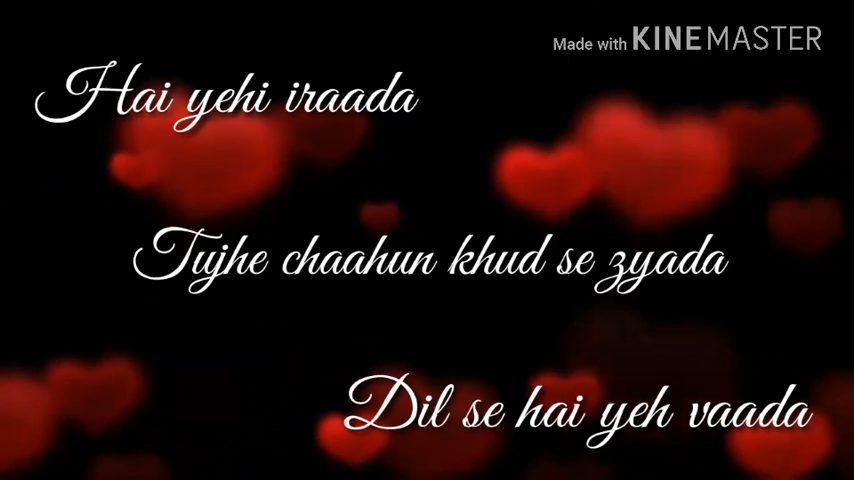 Made with KINEMASTER
Hai yehi iraada
Tujhe chaahun khud se zyada
Dil se hai yeh vaada